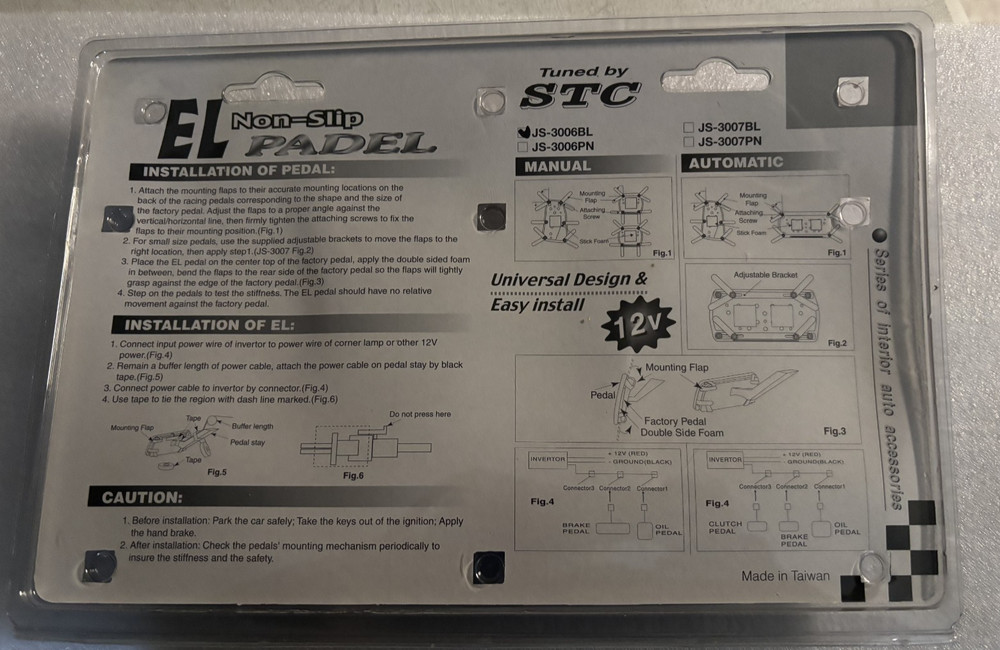 EL Non-Slip
PADEL
INSTALLATION OF PEDAL:
1. Attach the mounting flaps to their accurate mounting locations on the
back of the racing pedals corresponding to the shape and the size of
the factory pedal. Adjust the flaps to a proper angle against the
vertical/horizontal line, then firmly tighten the attaching screws to fix the
flaps to their mounting position.(Fig.1)
2. For small size pedals, use the supplied adjustable brackets to move the flaps to the
right location, then apply step1.(JS-3007 Fig.2)
3. Place the EL pedal on the center top of the factory pedal, apply the double sided foam
in between, bend the flaps to the rear side of the factory pedal so the flaps will tightly
grasp against the edge of the factory pedal.(Fig.3)
4. Step on the pedals to test the stiffness. The EL pedal should have no relative
movement against the factory pedal.
INSTALLATION OF EL:
1. Connect input power wire of invertor to power wire of corner lamp or other 12V
power.(Fig.4)
2. Remain a buffer length of power cable, attach the power cable on pedal stay by black
tape.(Fig.5)
3. Connect power cable to invertor by connector.(Fig.4)
4. Use tape to tie the region with dash line marked.(Fig.6)
Mounting Flap
Tape
Buffer length
Pedal stay
Tape
Fig.5
Do not press here
Fig.6
CAUTION:
1. Before installation: Park the car safely; Take the keys out of the ignition; Apply
the hand brake.
2. After installation: Check the pedals' mounting mechanism periodically to
insure the stiffness and the safety.
Tuned by
STC
JS-3006BL
JS-3006PN
JS-3007BL
JS-3007PN
MANUAL
AUTOMATIC
Mounting
Flap
Attaching
Screw
Stick Foam
Fig.1
Mounting
Flap
Attaching
Screw
Stick Foam
Fig.1
Universal Design &
Easy install
12V
Adjustable Bracket
Fig.2
Mounting Flap
Pedal
Factory Pedal
Double Side Foam
Fig.3
INVERTOR
+ 12V (RED)
- GROUND(BLACK)
Connector3 Connector2 Connector1
Fig.4
BRAKE
PEDAL
OIL
PEDAL
INVERTOR
+ 12V (RED)
- GROUND(BLACK)
Connector3 Connector2 Connector1
Fig.4
CLUTCH
PEDAL
BRAKE
PEDAL
OIL
PEDAL
Made in Taiwan
Series of interior auto accessories